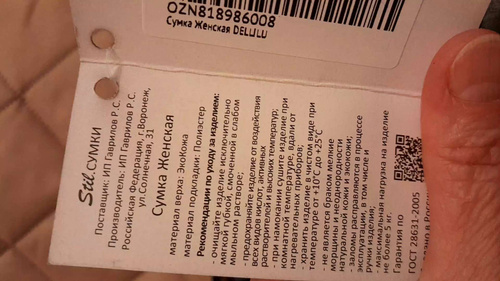 OZN818986008
Сумка Женская DELULU
Stil СУМКИ
Поставщик: ИП Гаврилов Р.С.
Производитель: ИП Гаврилов Р.С.
Российская Федерация, г.Воронеж,
ул.Солнечная, 31
Сумка Женская
материал верха: ЭкоКожа
материал подкладки: Полиэстер
Рекомендации по уходу за изделием:
- очищайте изделие исключительно
мягкой губкой, смоченной в слабом
мыльном растворе;
- предохраняйте изделие от воздействия
всех видов кислот, активных
растворителей и высоких температур;
- при намокании сушите изделие при
комнатной температуре, вдали от
нагревательных приборов;
- хранить изделие в чистом виде при
температуре от +10°C до +25°C
- не является браком мелкие
морщины и неоднородности
натуральной кожи и экокожи;
- заломы расправляются в процессе
эксплуатации, в том числе и
ручки изделия;
- максимальная нагрузка на изделие
не более 5 кг.
Гарантия по
ГОСТ 28631-2005